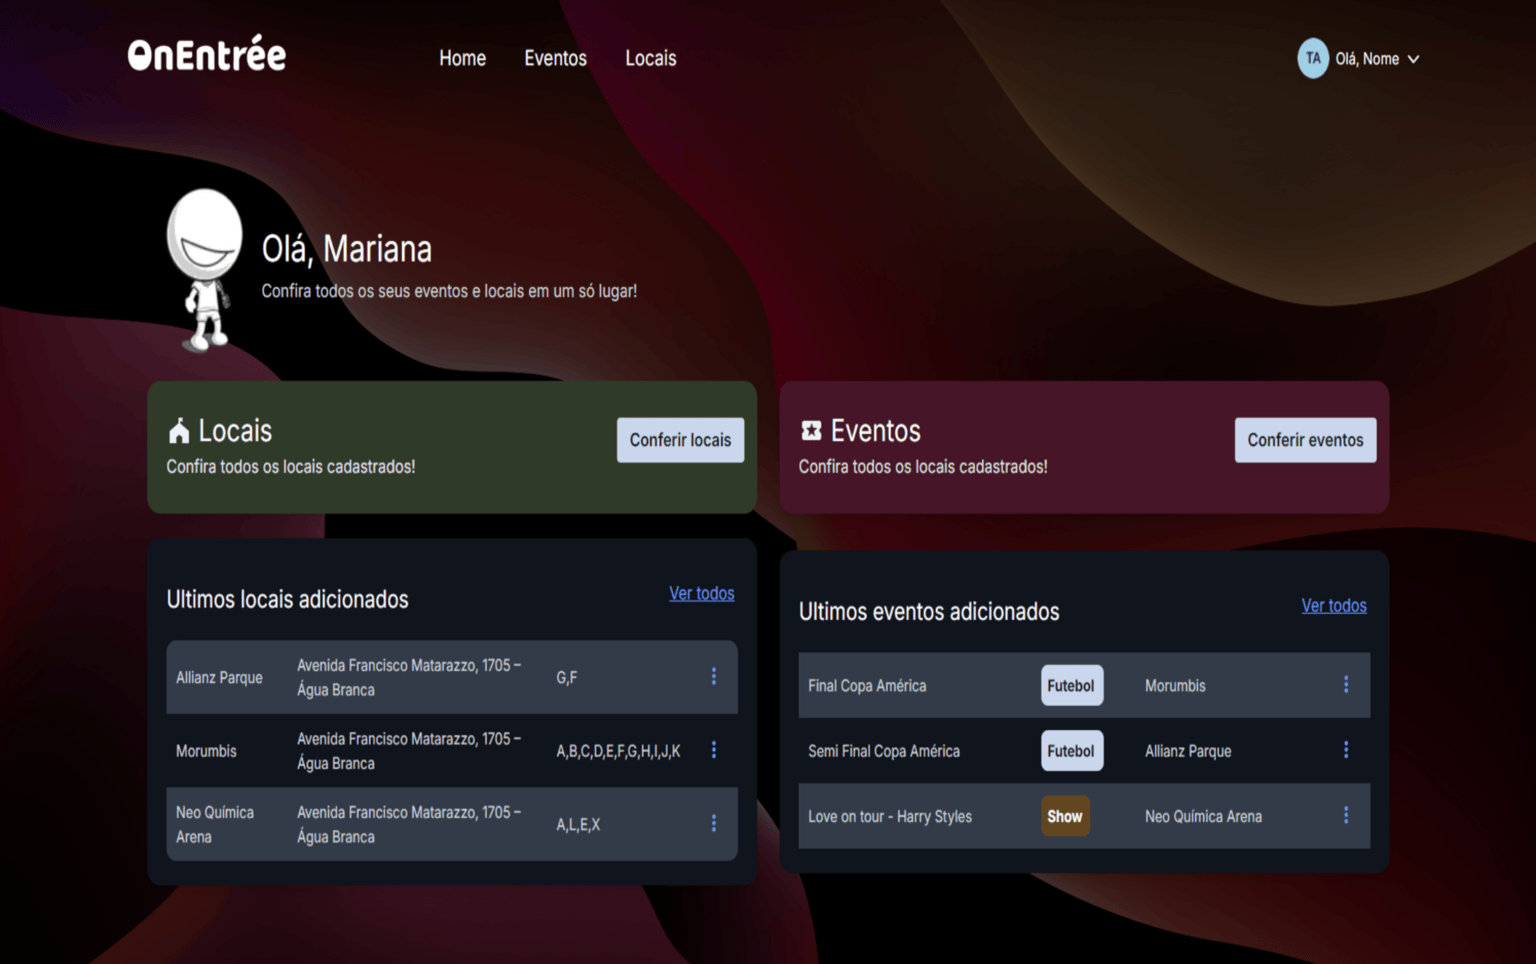 OnEntrée
Home Eventos Locais
TA Olá, Nome
Olá, Mariana
Confira todos os seus eventos e locais em um só lugar!
Locais
Confira todos os locais cadastrados!
Conferir locais
Eventos
Confira todos os locais cadastrados!
Conferir eventos
Ultimos locais adicionados
Ver todos
Allianz Parque
Avenida Francisco Matarazzo, 1705 –
Água Branca
G,F
Morumbis
Avenida Francisco Matarazzo, 1705 –
Água Branca
A,B,C,D,E,F,G,H,I,J,K
Neo Química
Arena
Avenida Francisco Matarazzo, 1705 –
Água Branca
A,L,E,X
Ultimos eventos adicionados
Ver todos
Final Copa América Futebol Morumbis
Semi Final Copa América Futebol Allianz Parque
Love on tour - Harry Styles Show Neo Química Arena